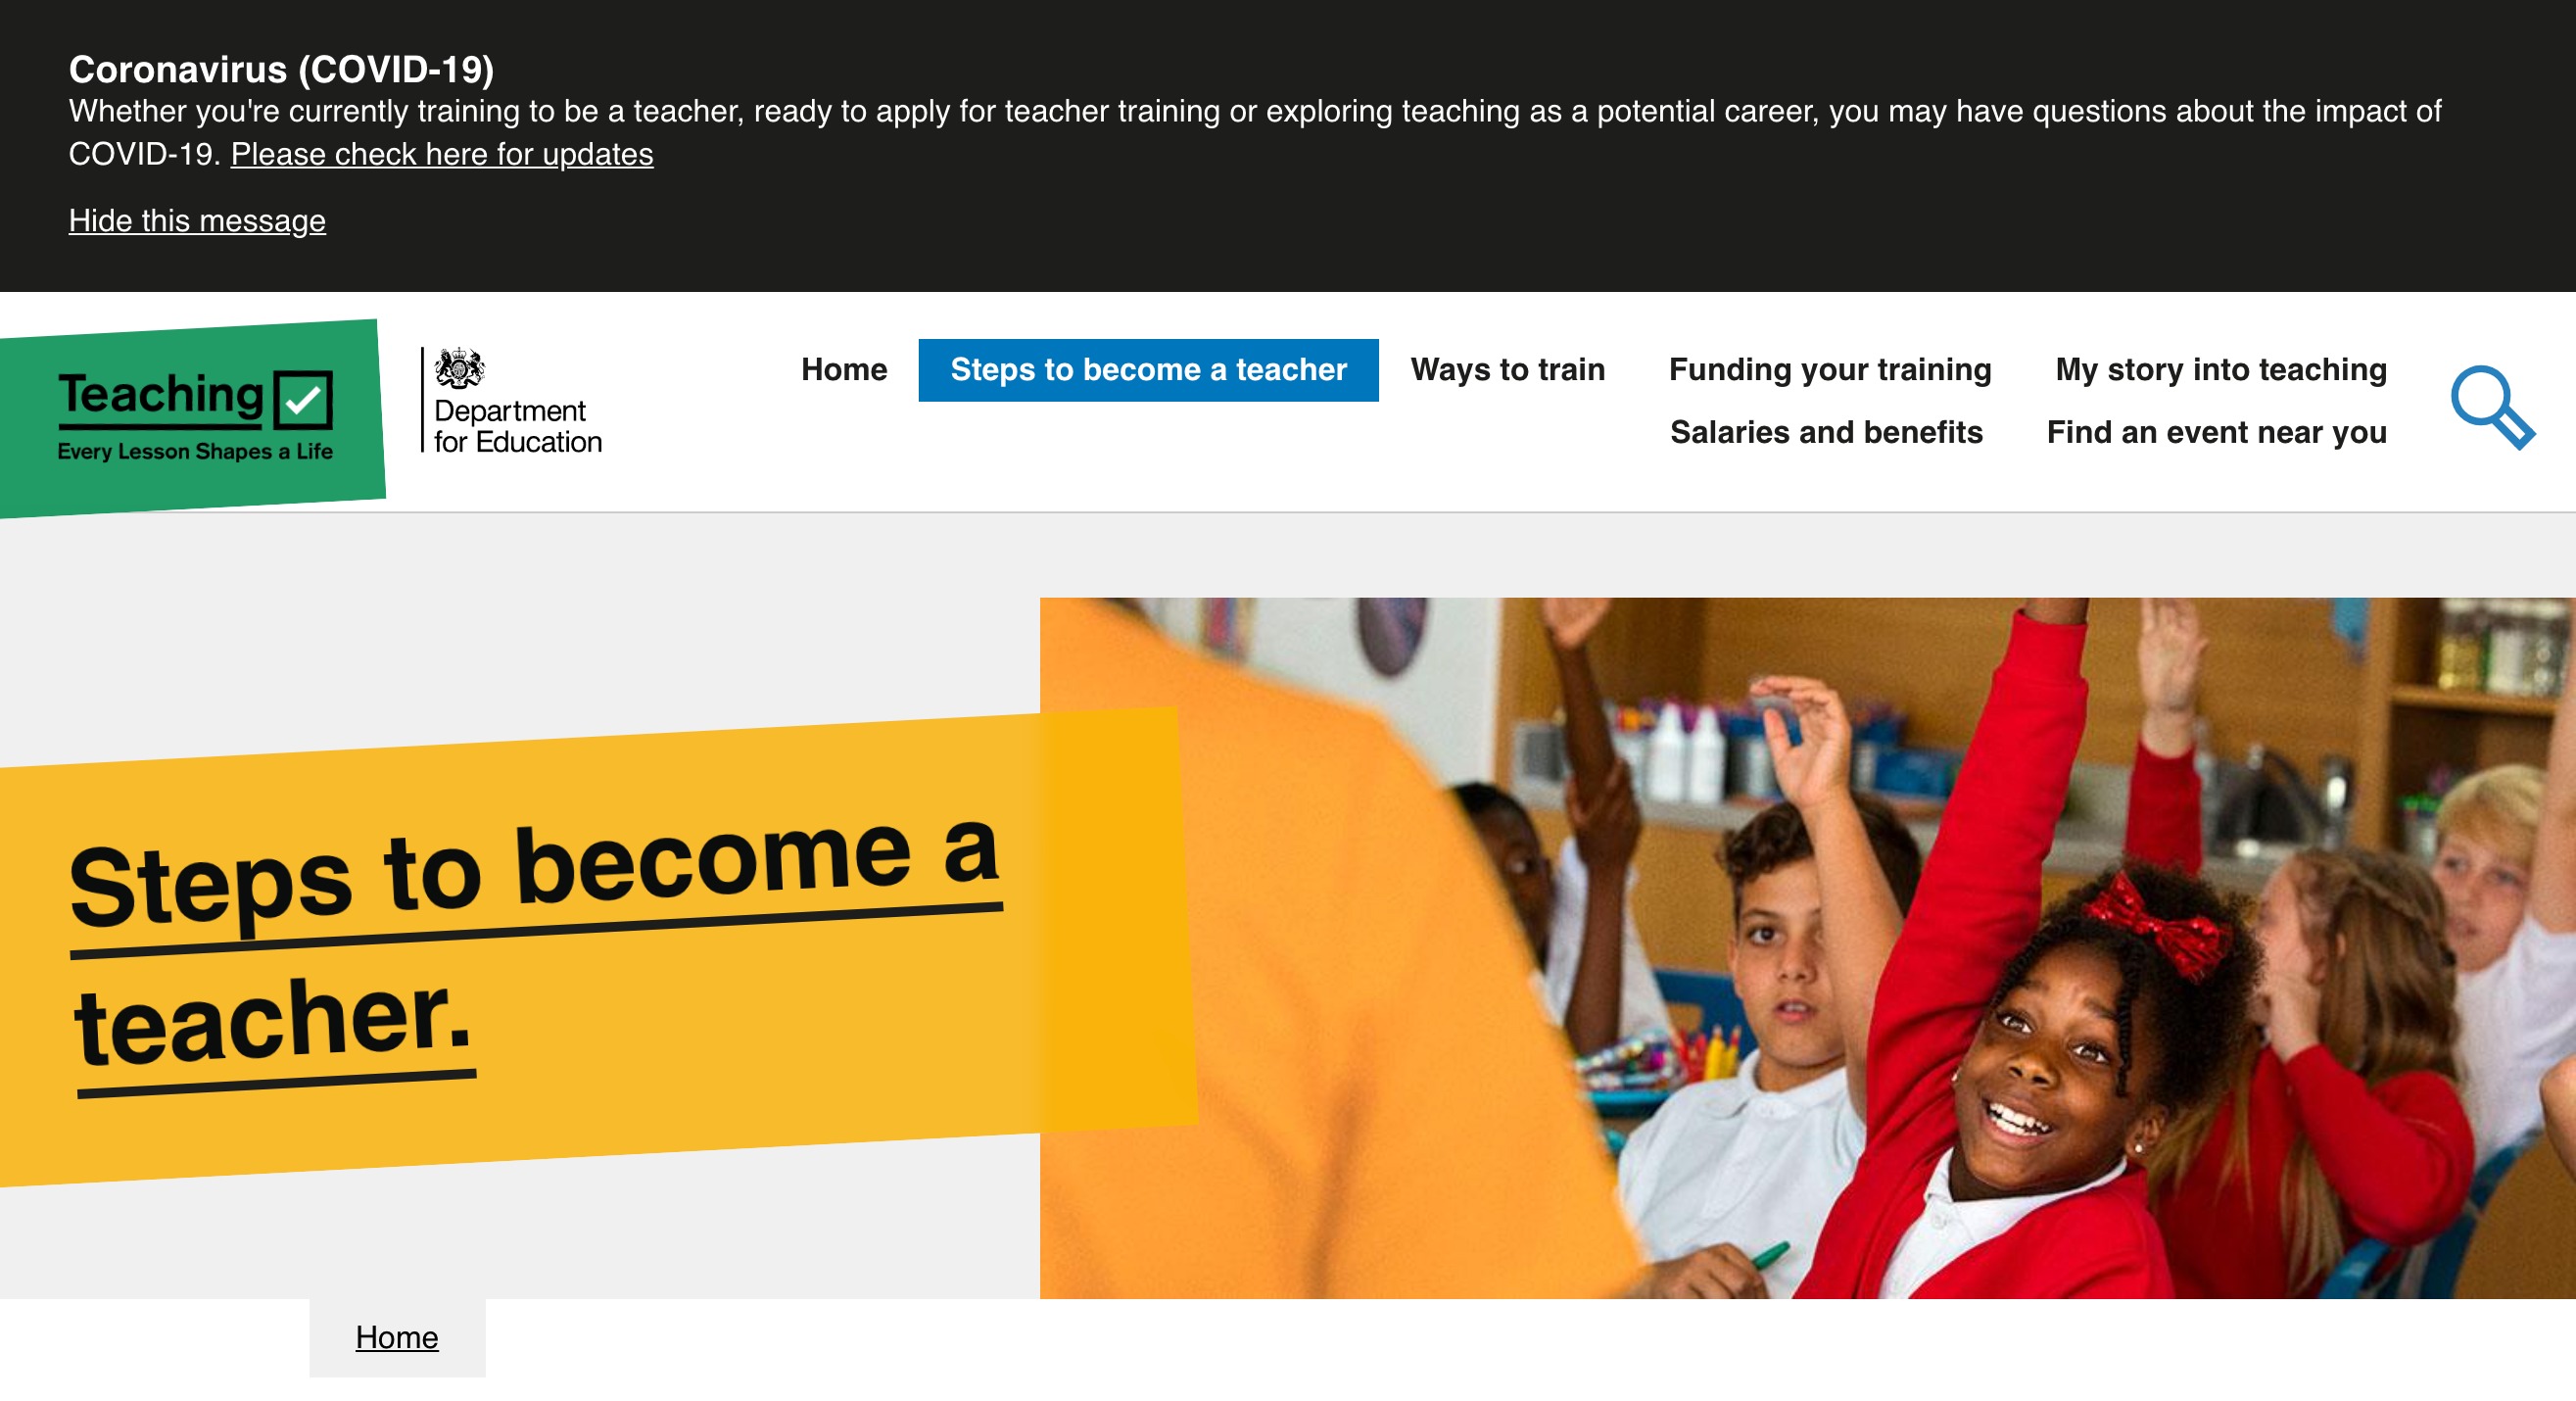 Coronavirus (COVID-19)
Whether you're currently training to be a teacher, ready to apply for teacher training or exploring teaching as a potential career, you may have questions about the impact of
COVID-19. Please check here for updates
Hide this message
Teaching
Every Lesson Shapes a Life
Department
for Education
Home
Steps to become a teacher
Ways to train
Funding your training
My story into teaching
Salaries and benefits
Find an event near you
Steps to become a
teacher.
Home